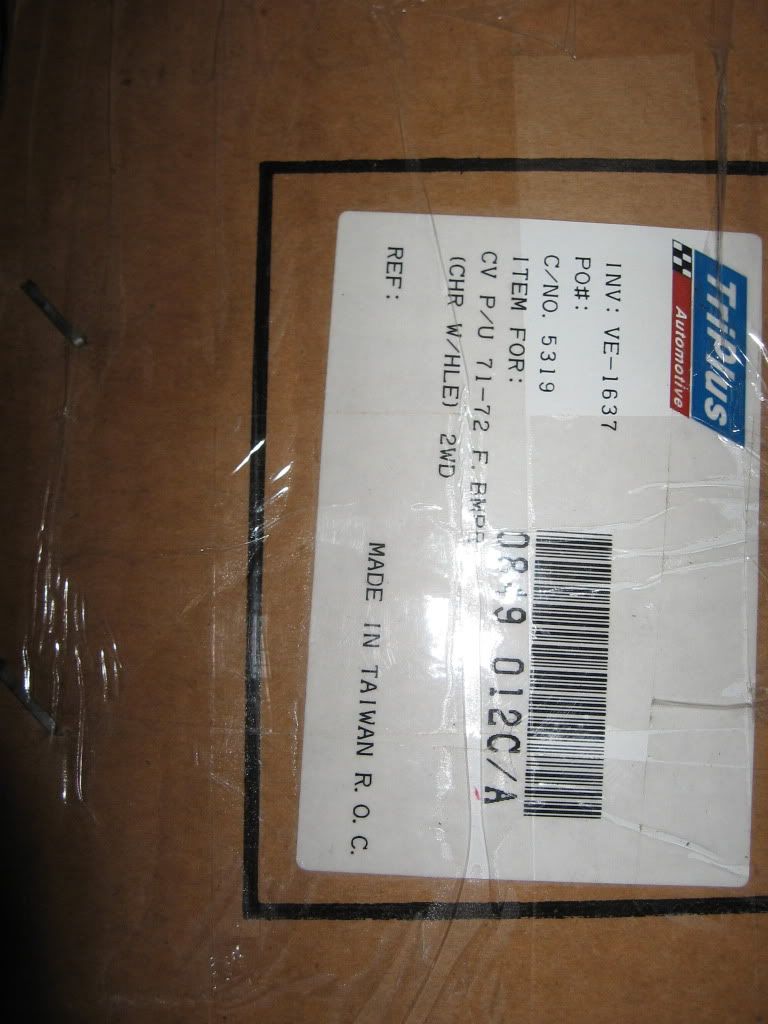 TriPlus
Automotive
INV: VE-1637
PO#:
C/NO. 5319
ITEM FOR:
CV P/U 71-72 F.
(CHR W/HLE) 2WD
012C/A
REF:
MADE IN TAIWAN R.O.C.